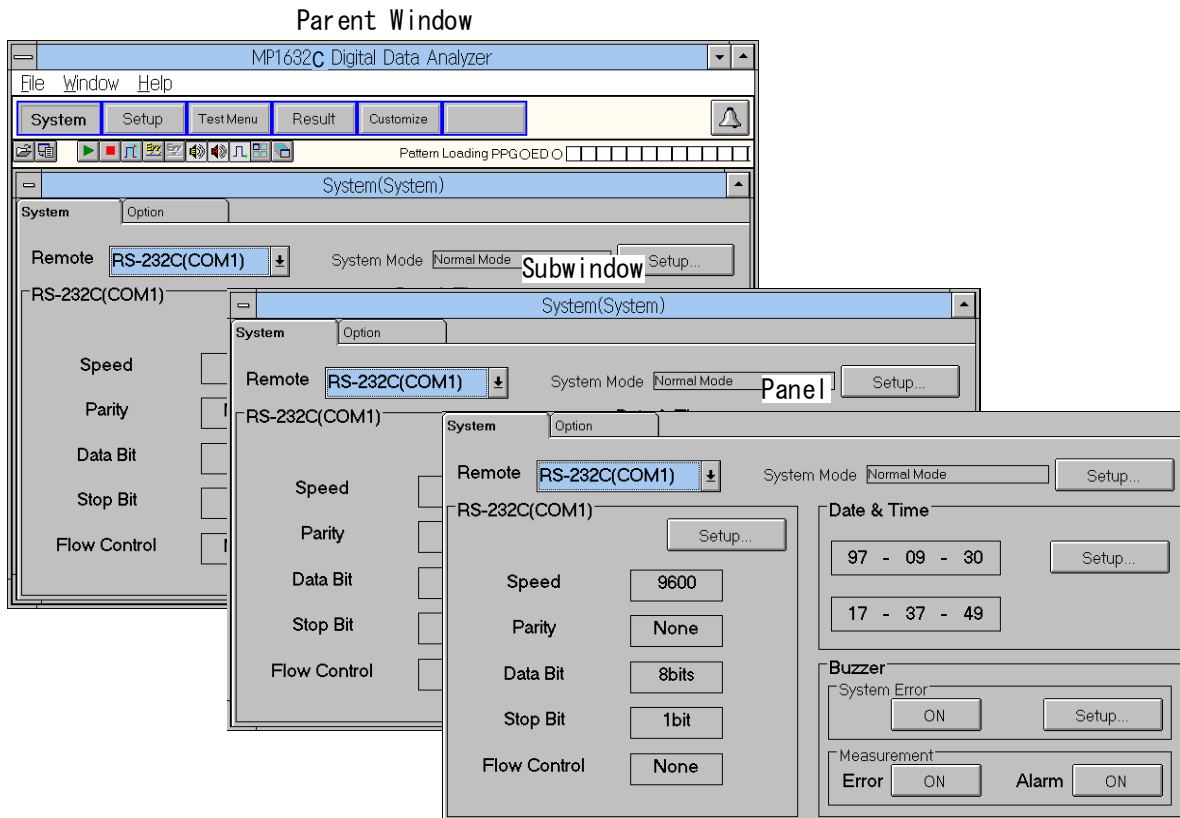 Parent Window
MP1632C Digital Data Analyzer
File Window Help
System Setup Test Menu Result Customize
Pattern Loading PPG ED
System(System)
System Option
Remote RS-232C(COM1) System Mode Normal Mode Setup...
Subwindow
RS-232C(COM1)
Speed
Parity
Data Bit
Stop Bit
Flow Control
System(System)
System Option
Remote RS-232C(COM1) System Mode Normal Mode Setup...
Panel
RS-232C(COM1)
Speed
Parity
Data Bit
Stop Bit
Flow Control
System Option
Remote RS-232C(COM1) System Mode Normal Mode Setup...
RS-232C(COM1) Date & Time
Setup...
97 - 09 - 30 Setup...
Speed 9600
17 - 37 - 49
Parity None
Data Bit 8bits
Buzzer
System Error
ON Setup...
Stop Bit 1bit
Measurement
Flow Control None
Error ON Alarm ON